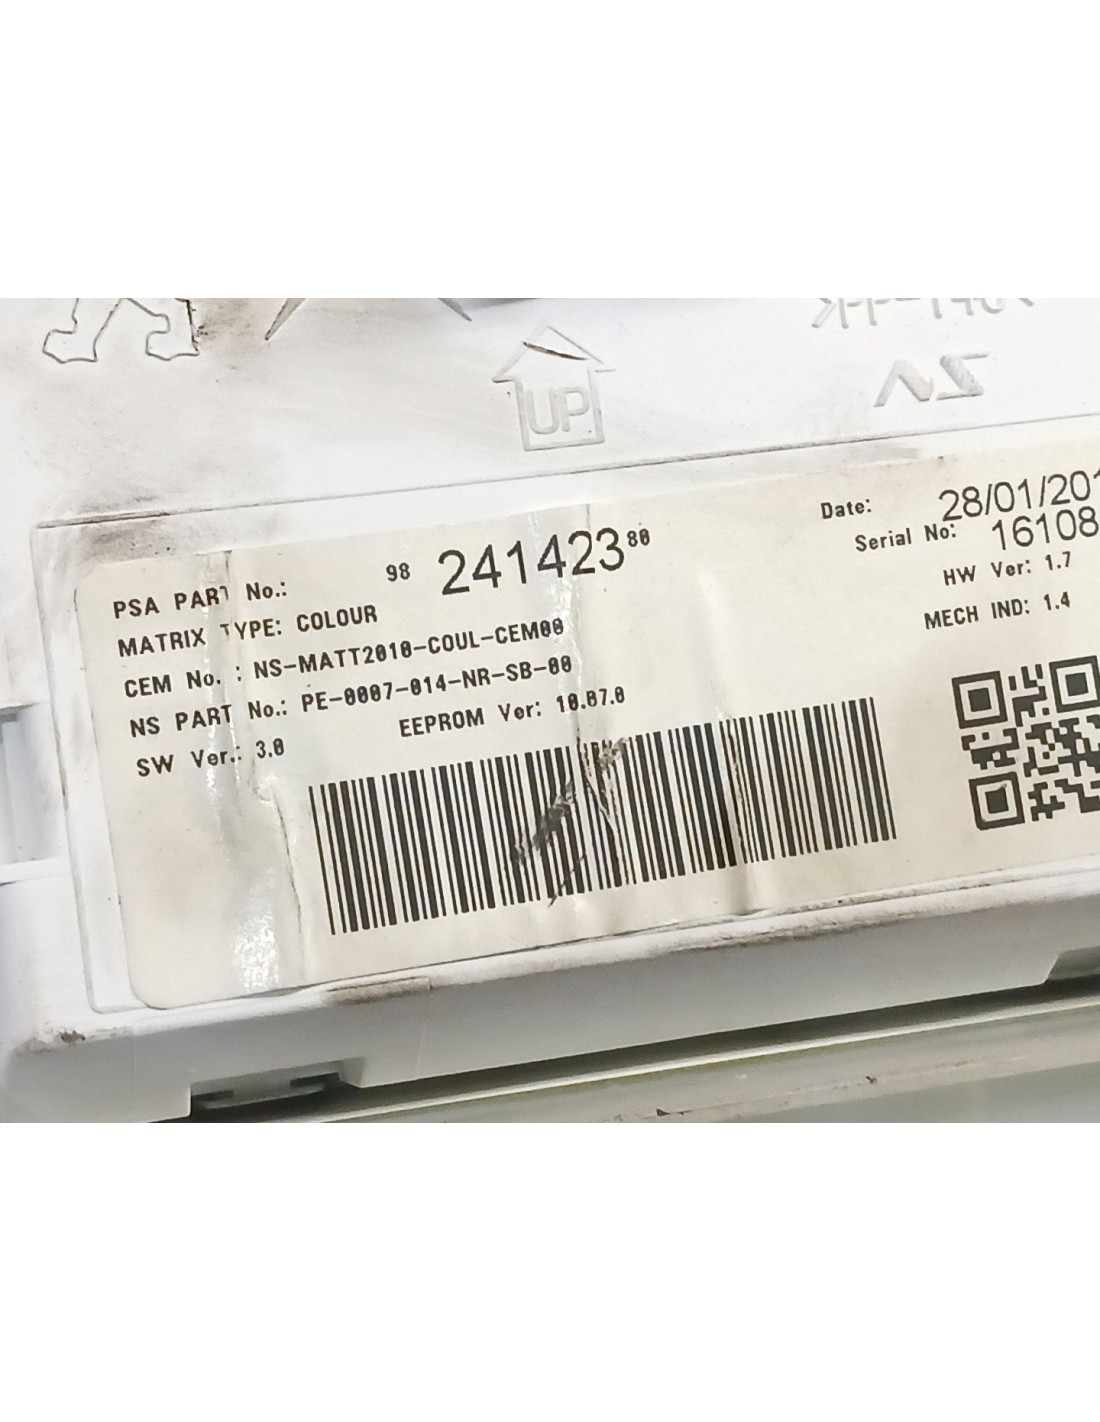 UP
Date: 28/01/201
Serial No: 16108
HW Ver: 1.7
MECH IND: 1.4
PSA PART No.: 98 241423 80
MATRIX TYPE: COLOUR
CEM No. : NS-MATT2010-COUL-CEM00
NS PART No.: PE-0007-014-NR-SB-00
SW Ver.: 3.0 EEPROM Ver: 10.07.0